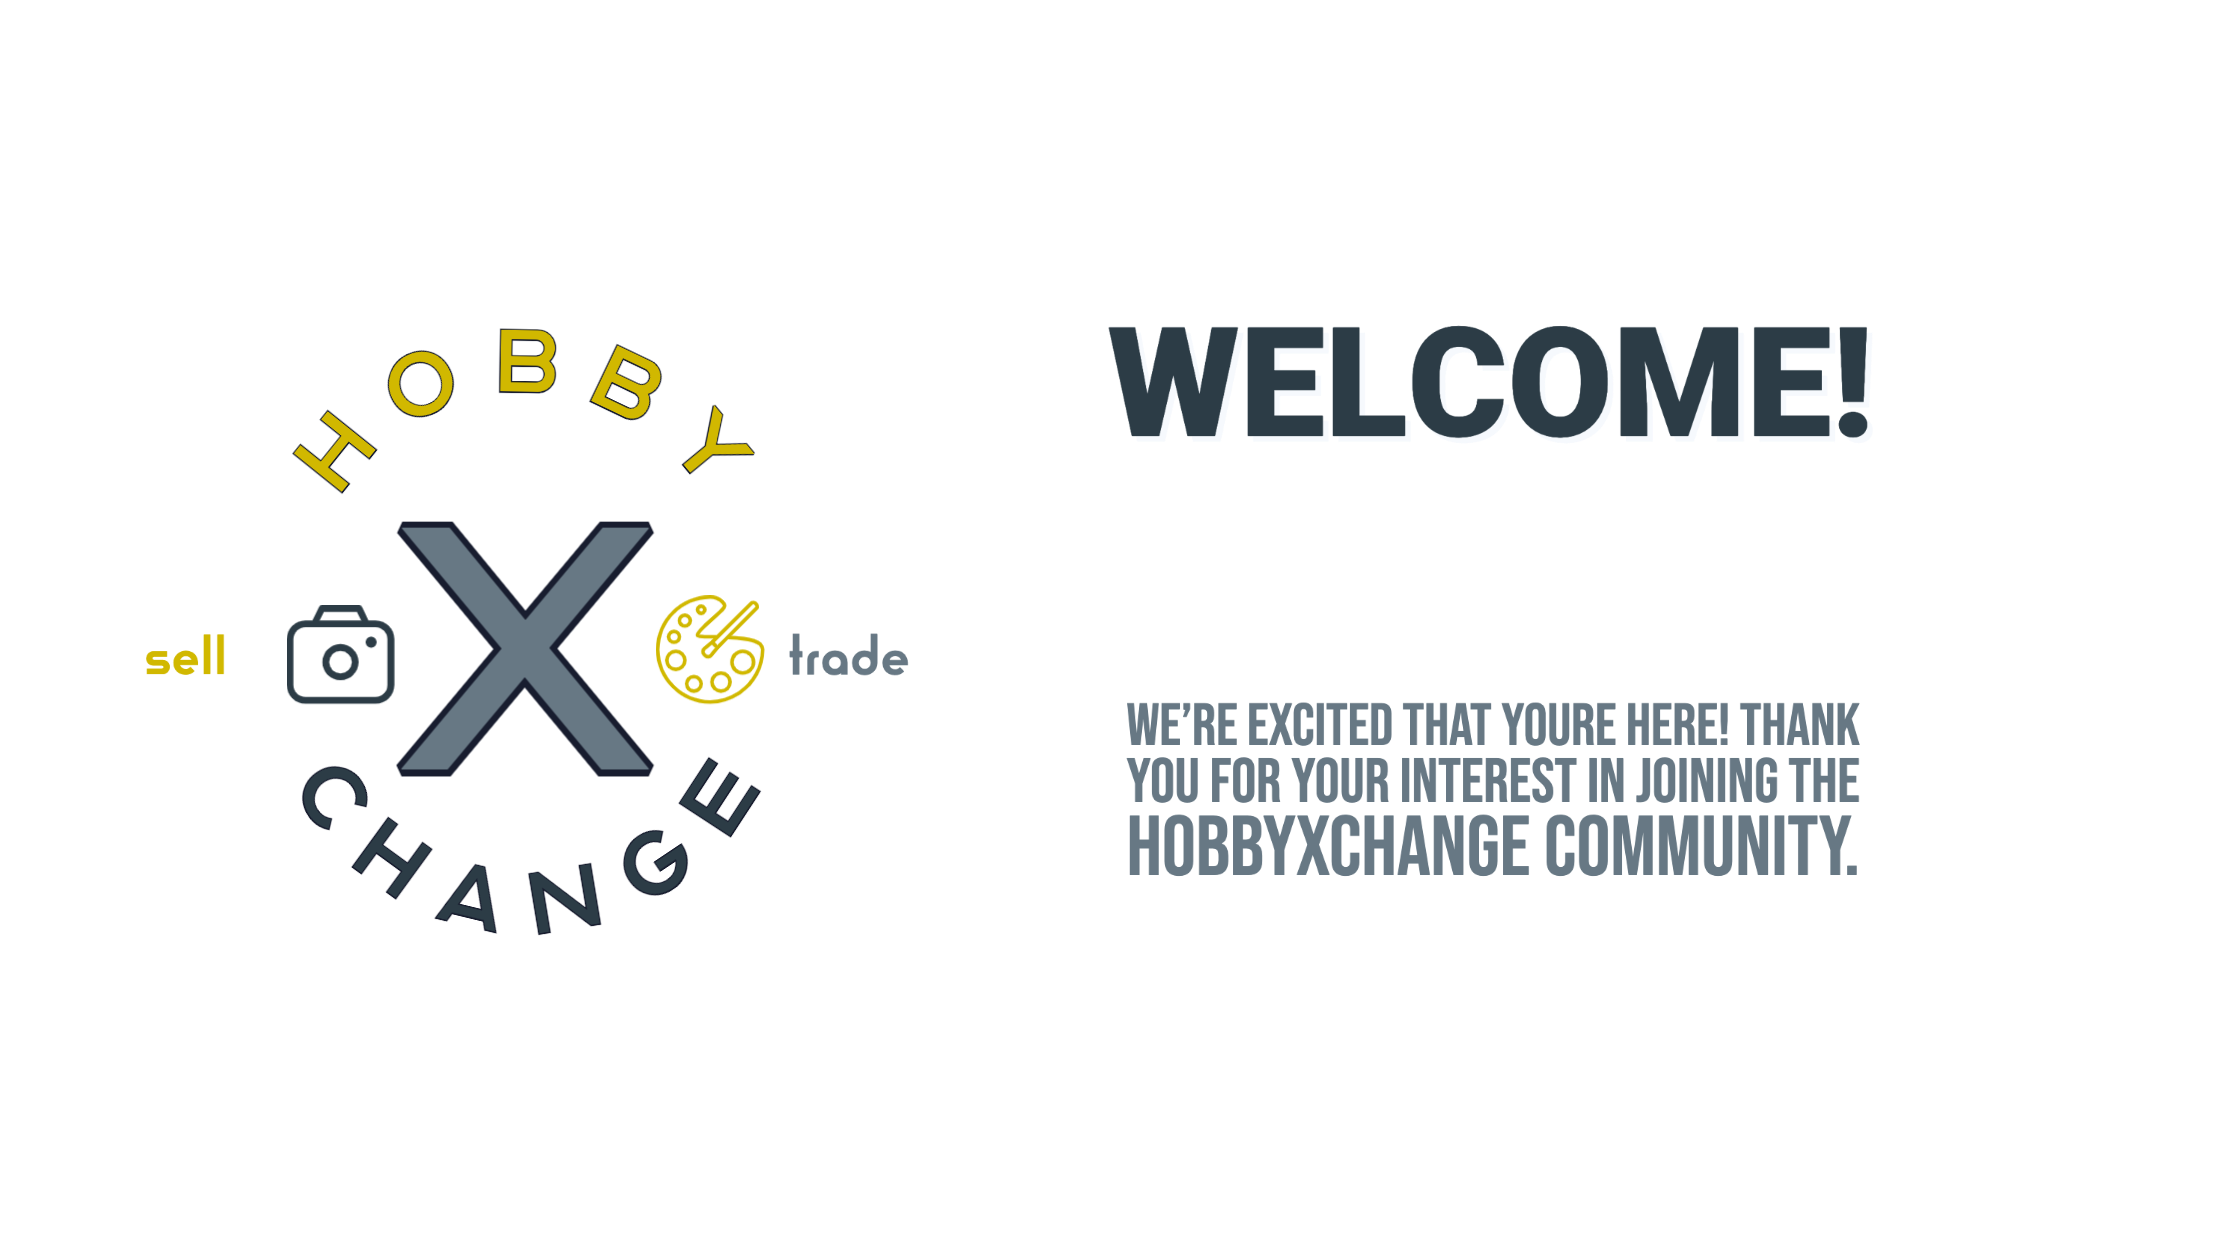 HOBBY
X
sell
trade
CHANGE
WELCOME!
WE'RE EXCITED THAT YOURE HERE! THANK
YOU FOR YOUR INTEREST IN JOINING THE
HOBBYXCHANGE COMMUNITY.